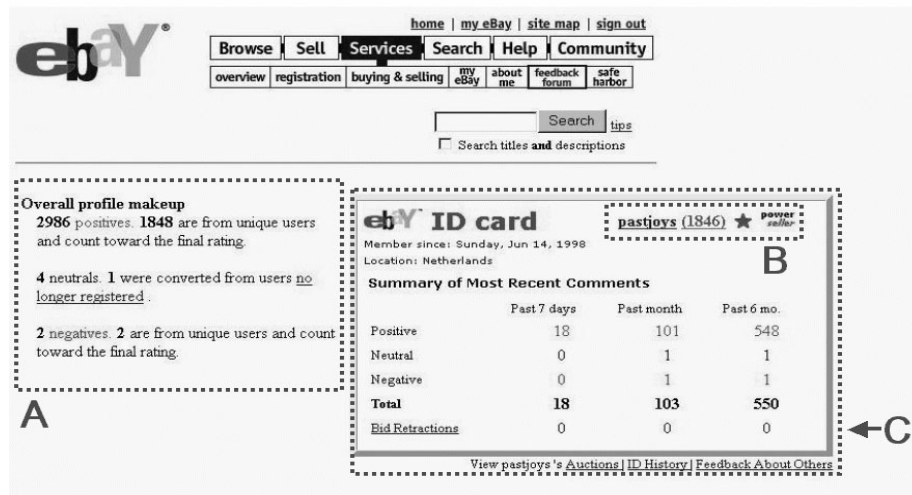 home | my eBay | site map | sign out
ebaY®
Browse Sell Services Search Help Community
overview registration buying & selling my eBay about me feedback forum safe harbor
Search tips
Search titles and descriptions
Overall profile makeup
2986 positives. 1848 are from unique users
and count toward the final rating.
4 neutrals. 1 were converted from users no
longer registered .
2 negatives. 2 are from unique users and count
toward the final rating.
A
ebY ID card
pastjoys (1846) power seller
Member since: Sunday, Jun 14, 1998
Location: Netherlands
B
Summary of Most Recent Comments
Past 7 days Past month Past 6 mo.
Positive 18 101 548
Neutral 0 1 1
Negative 0 1 1
Total 18 103 550
Bid Retractions 0 0 0
C
View pastjoys 's Auctions | ID History | Feedback About Others